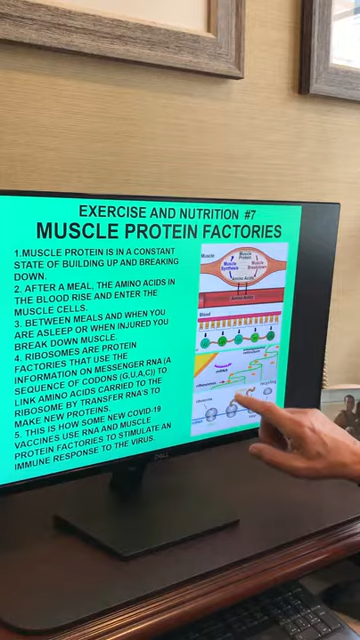 EXERCISE AND NUTRITION #7
MUSCLE PROTEIN FACTORIES
1.MUSCLE PROTEIN IS IN A CONSTANT
STATE OF BUILDING UP AND BREAKING
DOWN.
2. AFTER A MEAL, THE AMINO ACIDS IN
THE BLOOD RISE AND ENTER THE
MUSCLE CELLS.
3. BETWEEN MEALS AND WHEN YOU
ARE ASLEEP OR WHEN INJURED YOU
BREAK DOWN MUSCLE.
4. RIBOSOMES ARE PROTEIN
FACTORIES THAT USE THE
INFORMATION ON MESSENGER RNA (A
SEQUENCE OF CODONS (G,U,A,C) TO
LINK AMINO ACIDS CARRIED TO THE
RIBOSOME BY TRANSFER RNA'S TO
MAKE NEW PROTEINS.
5. THIS IS HOW SOME NEW COVID-19
VACCINES USE RNA AND MUSCLE
PROTEIN FACTORIES TO STIMULATE AN
IMMUNE RESPONSE TO THE VIRUS.
Muscle
Muscle
Protein
Muscle
Synthesis
Muscle
Breakdown
Amino Acids
Amino Acids
Blood
mRNA
DELL